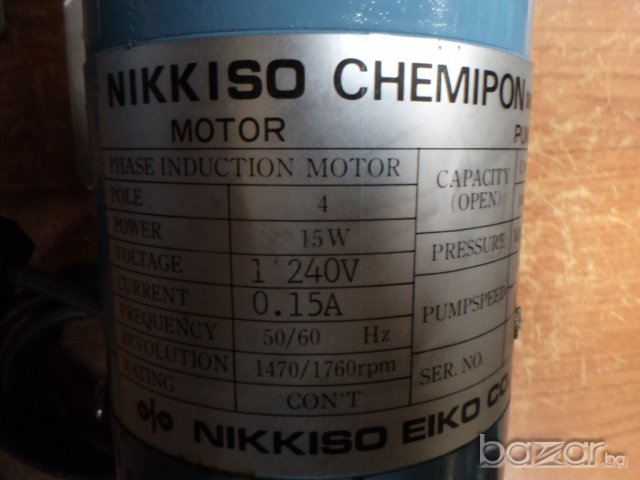 NIKKISO CHEMIPON
MOTOR
PHASE INDUCTION MOTOR
POLE 4
POWER 15W
VOLTAGE 1 240V
CURRENT 0.15A
FREQUENCY 50/60 Hz
REVOLUTION 1470/1760rpm
RATING CON'T
CAPACITY
(OPEN)
PRESSURE
PUMPSPEED
SER. NO.
NIKKISO EIKO CO
bazar.bg